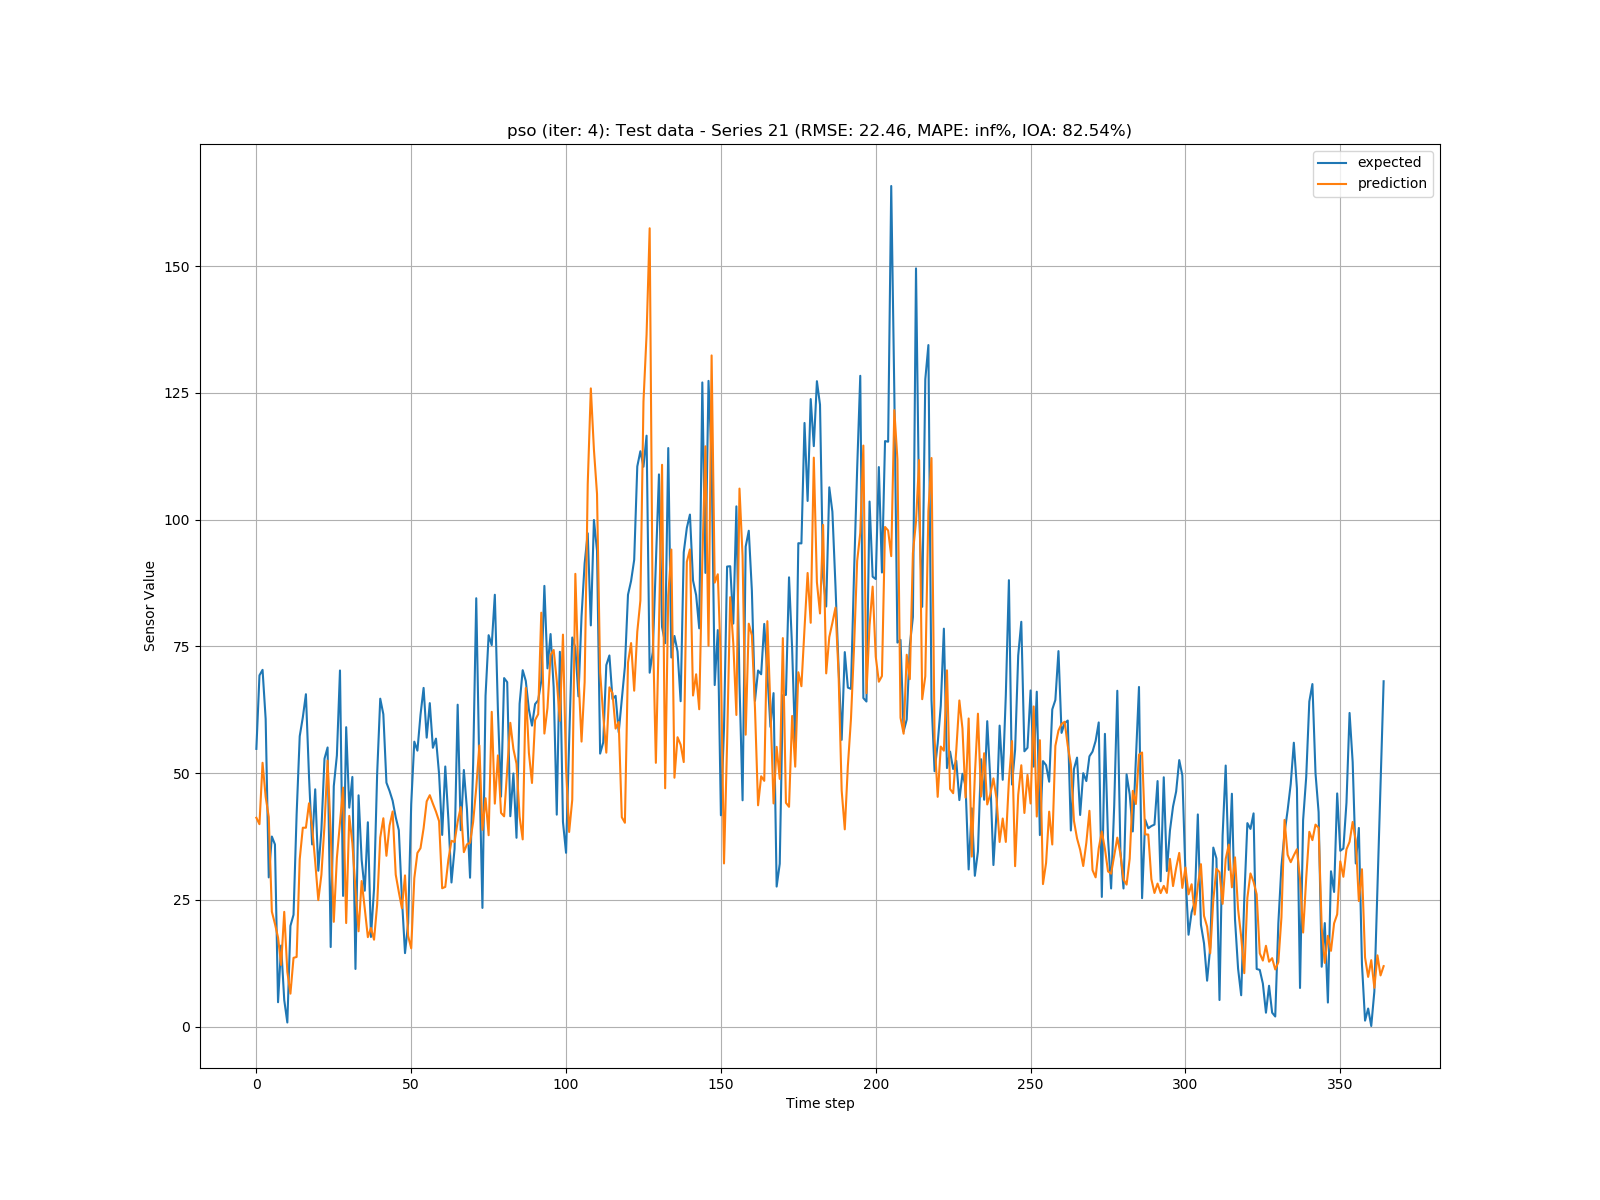 pso (iter: 4): Test data - Series 21 (RMSE: 22.46, MAPE: inf%, IOA: 82.54%)
expected
prediction
150
125
100
75
50
25
0
Sensor Value
0 50 100 150 200 250 300 350
Time step